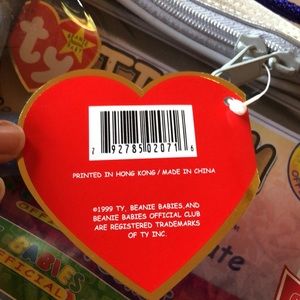 ty
2 92785 02071 6
PRINTED IN HONG KONG / MADE IN CHINA
©1999 TY, BEANIE BABIES, AND
BEANIE BABIES OFFICIAL CLUB
ARE REGISTERED TRADEMARKS
OF TY INC.